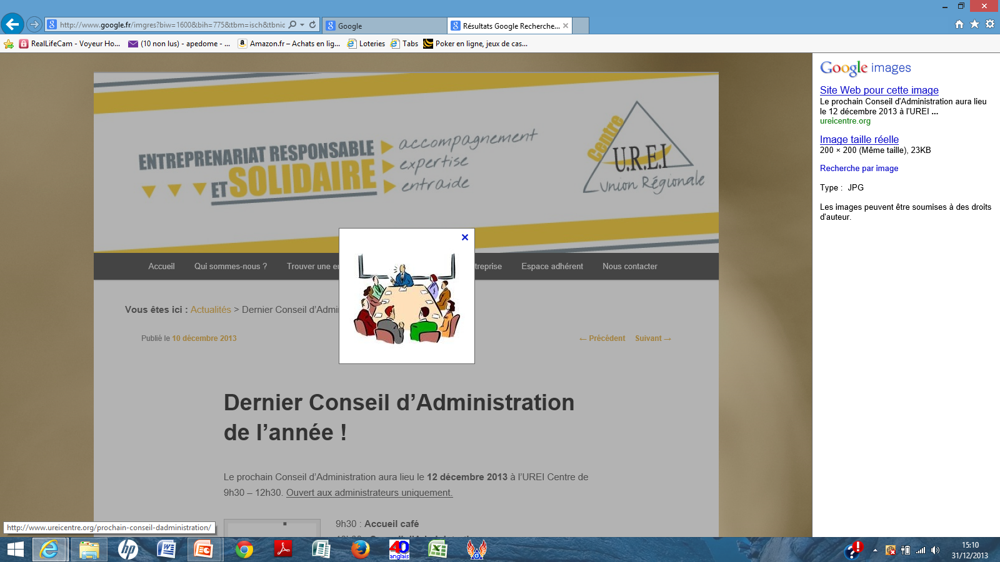 http://www.google.fr/imgres?biw=1600&bih=775&tbm=isch&tbnic
Google
Résultats Google Recherche...
RealLifeCam - Voyeur Ho...
(10 non lus) - apedome - ...
Amazon.fr – Achats en lig...
Loteries
Tabs
Poker en ligne, jeux de cas...
ENTREPRENARIAT RESPONSABLE
ET SOLIDAIRE
accompagnement
expertise
entraide
Centre
U.R.E.I
Union Régionale
Accueil
Qui sommes-nous ?
Trouver une en
treprise
Espace adhérent
Nous contacter
Vous êtes ici : Actualités > Dernier Conseil d’Admi
Publié le 10 décembre 2013
← Précédent Suivant →
Dernier Conseil d’Administration
de l’année !
Le prochain Conseil d’Administration aura lieu le 12 décembre 2013 à l’UREI Centre de
9h30 – 12h30. Ouvert aux administrateurs uniquement.
9h30 : Accueil café
Google images
Site Web pour cette image
Le prochain Conseil d'Administration aura lieu
le 12 décembre 2013 à l'UREI ...
ureicentre.org
Image taille réelle
200 × 200 (Même taille), 23KB
Recherche par image
Type : JPG
Les images peuvent être soumises à des droits
d'auteur.
http://www.ureicentre.org/prochain-conseil-dadministration/
hp
40
anglais
15:10
31/12/2013